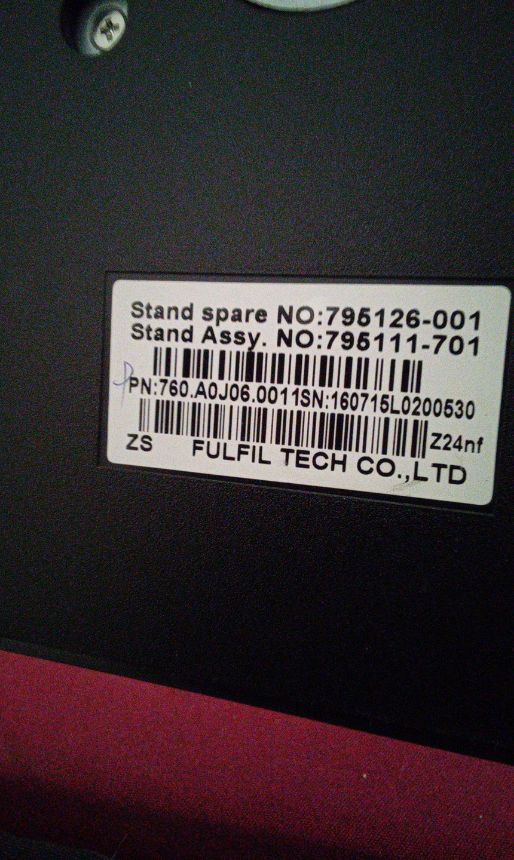 Stand spare NO:795126-001
Stand Assy. NO:795111-701
PN:760.A0J06.0011SN:160715L0200530
Z24nf
ZS FULFIL TECH CO.,LTD